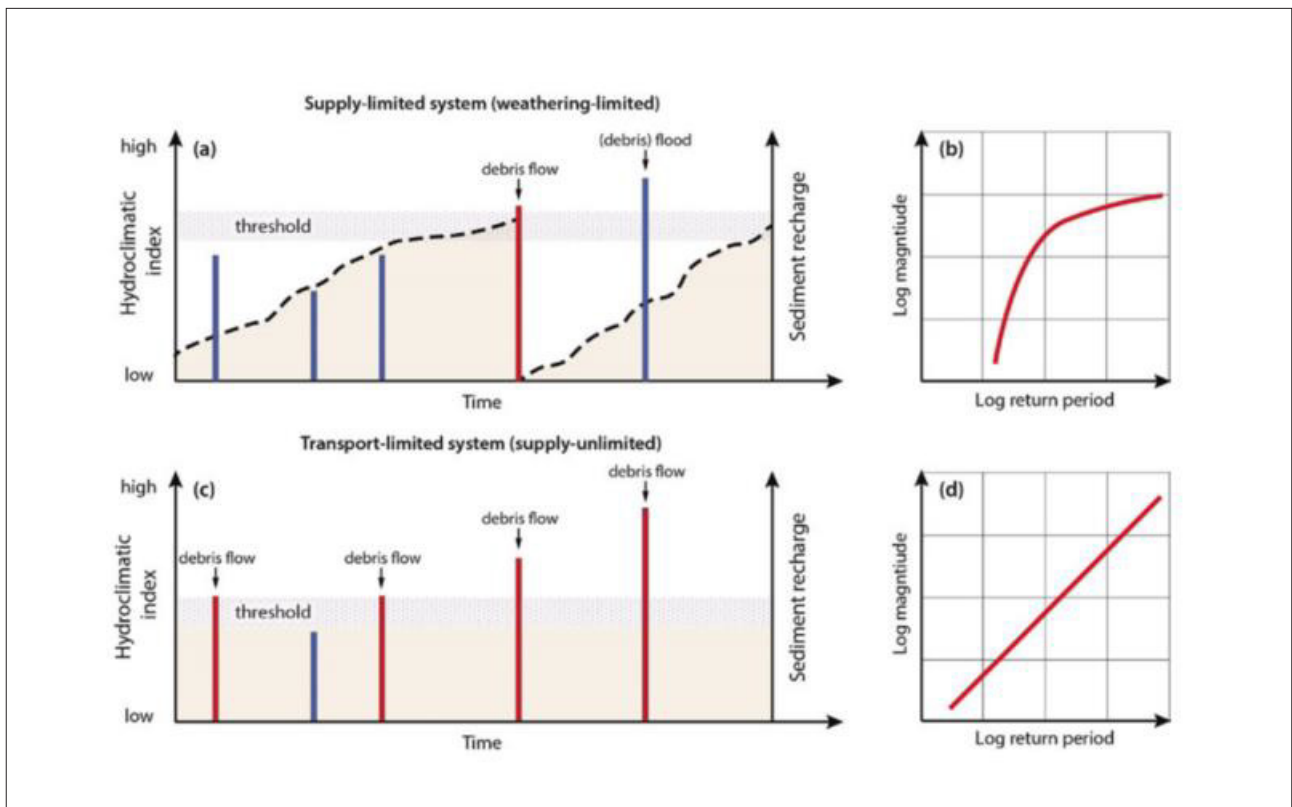 Supply-limited system (weathering-limited)
high
(a)
(debris) flood
debris flow
threshold
Hydroclimatic
index
Sediment recharge
low
Time
(b)
Log magntiude
Log return period
Transport-limited system (supply-unlimited)
high
(c)
debris flow
debris flow
debris flow
debris flow
threshold
Hydroclimatic
index
Sediment recharge
low
Time
(d)
Log magntiude
Log return period